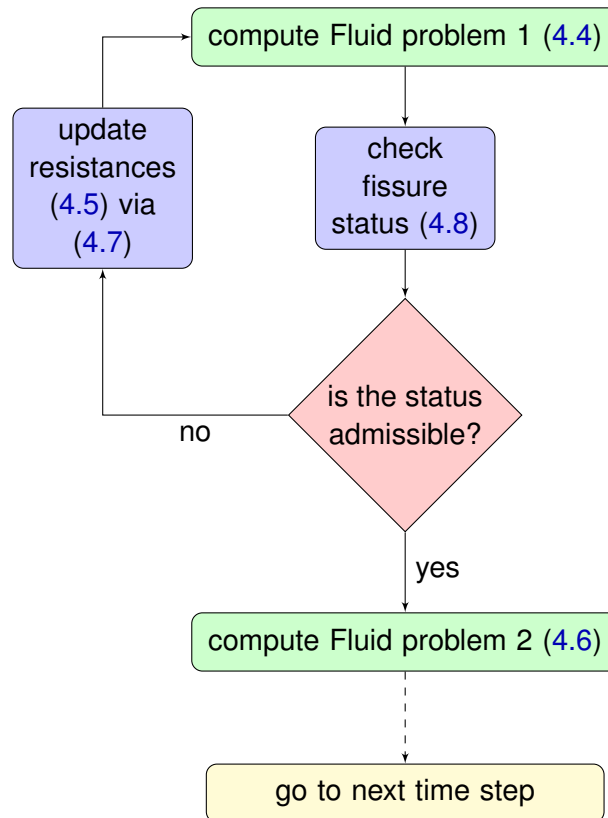 compute Fluid problem 1 (4.4)
update
resistances
(4.5) via
(4.7)
check
fissure
status (4.8)
is the status
admissible?
no
yes
compute Fluid problem 2 (4.6)
go to next time step